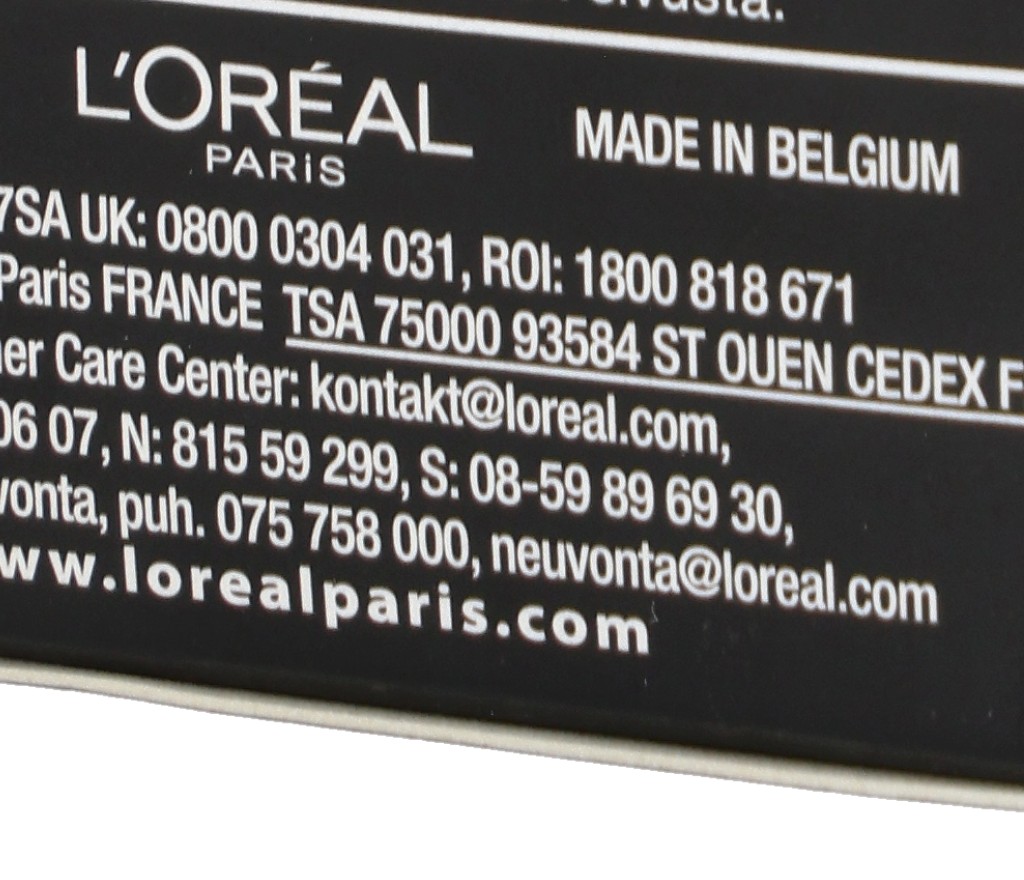 L'ORÉAL
PARIS
MADE IN BELGIUM
7SA UK: 0800 0304 031, ROI: 1800 818 671
Paris FRANCE TSA 75000 93584 ST OUEN CEDEX F
er Care Center: kontakt@loreal.com,
06 07, N: 815 59 299, S: 08-59 89 69 30,
vonta, puh. 075 758 000, neuvonta@loreal.com
ww.lorealparis.com